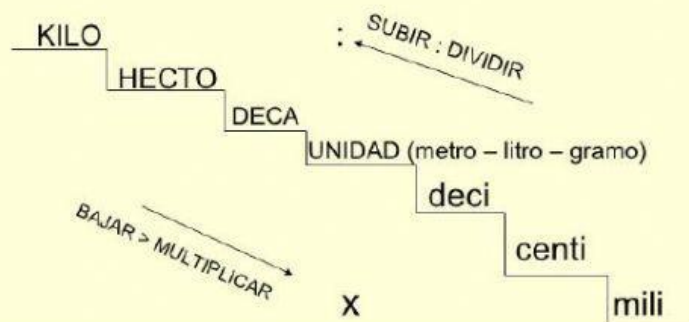 KILO
:
SUBIR : DIVIDIR
HECTO
DECA
UNIDAD (metro – litro – gramo)
deci
BAJAR > MULTIPLICAR
centi
X
mili